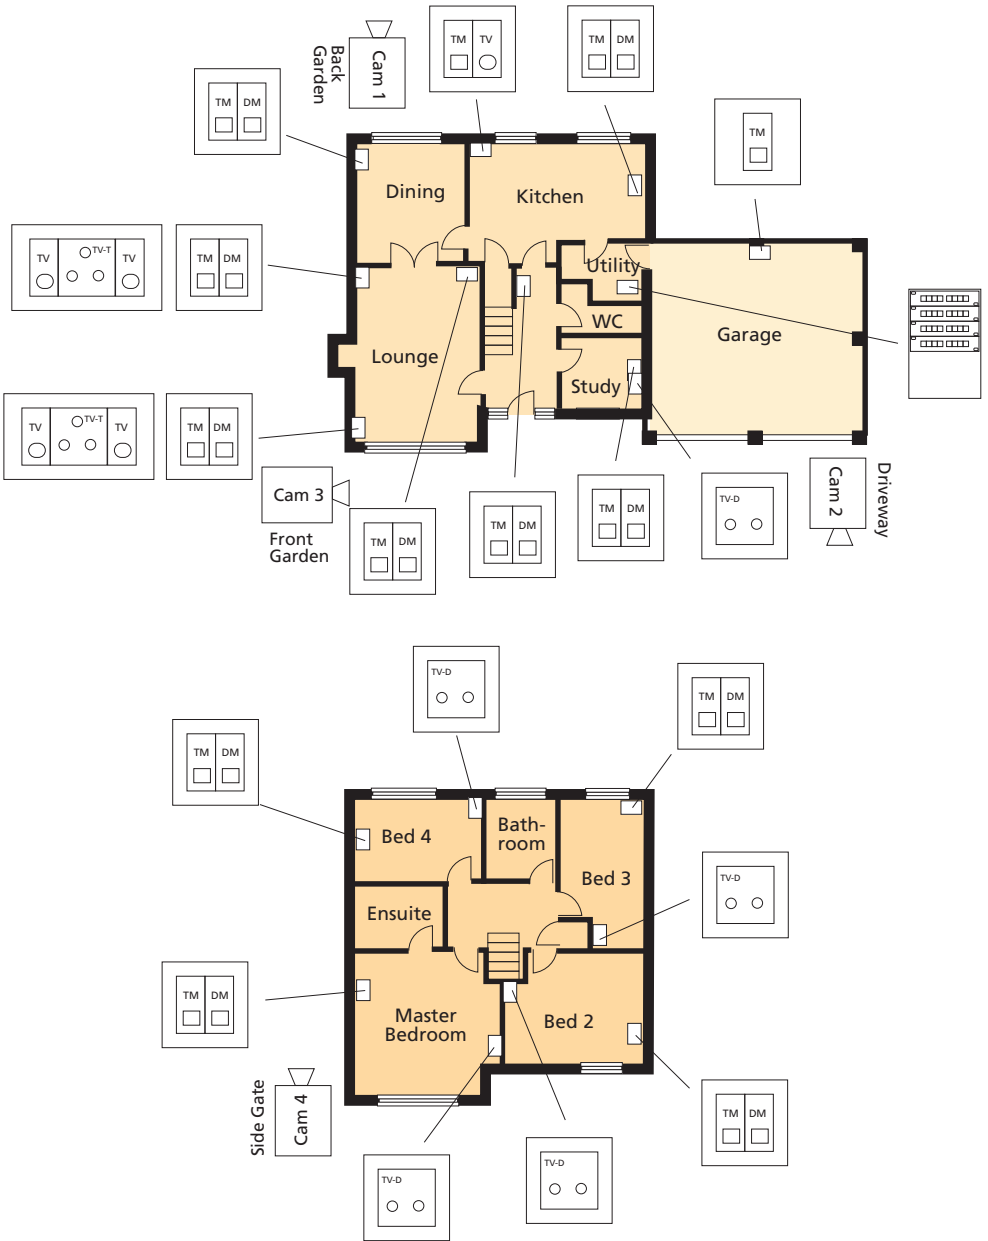 TM TV
TM DM
Back
Garden
Cam 1
TM DM
TM
Dining
Kitchen
TV TV-T TV
TM DM
Utility
WC
Garage
Lounge
Study
TV TV-T TV
TM DM
Cam 3
Front
Garden
TM DM
TM DM
TM DM
TV-D
Cam 2
Driveway
TV-D
TM DM
TM DM
Bed 4
Bath-
room
Bed 3
TV-D
Ensuite
TM DM
Master
Bedroom
Bed 2
Side Gate
Cam 4
TM DM
TV-D
TV-D